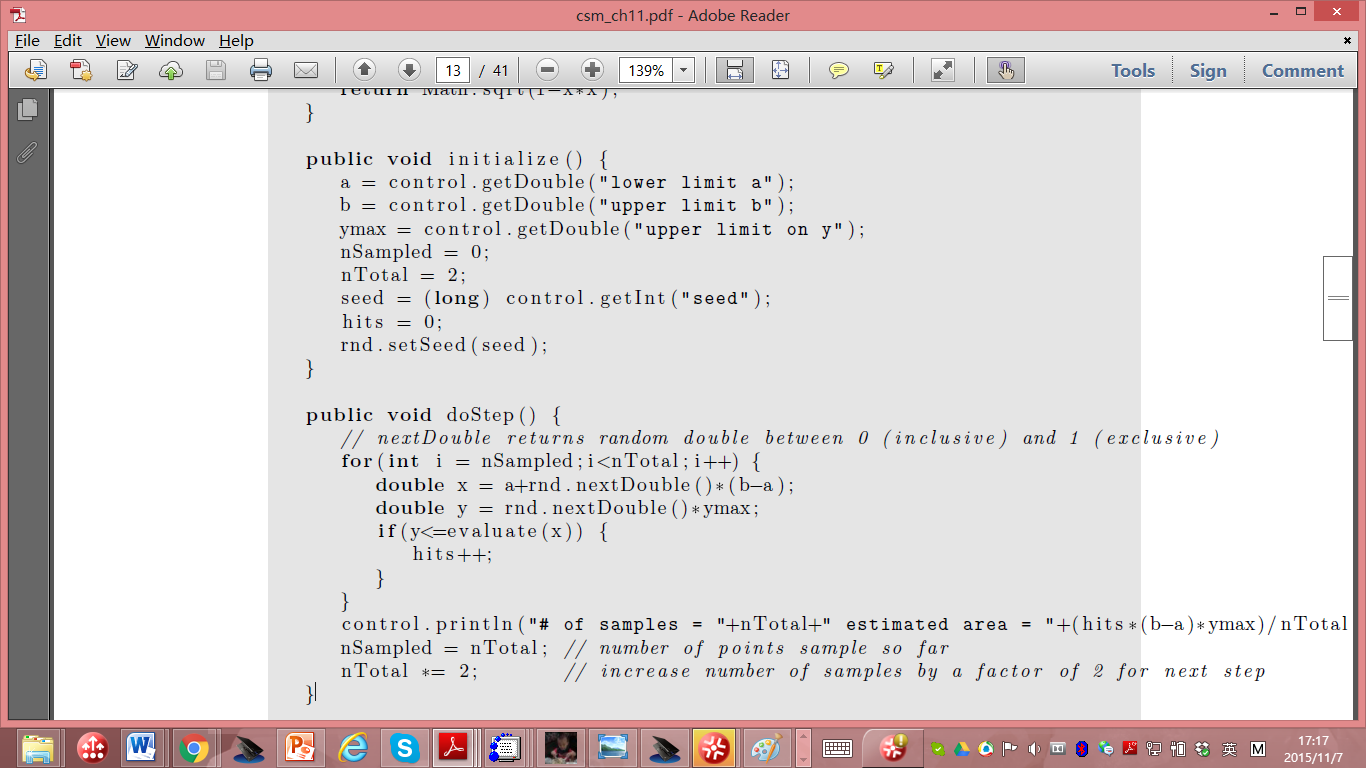 csm_ch11.pdf - Adobe Reader
File Edit View Window Help
13 / 41 139% Tools Sign Comment
return Math.sqrt(1-x*x);
}
public void initialize() {
a = control.getDouble("lower limit a");
b = control.getDouble("upper limit b");
ymax = control.getDouble("upper limit on y");
nSampled = 0;
nTotal = 2;
seed = (long) control.getInt("seed");
hits = 0;
rnd.setSeed(seed);
}
public void doStep() {
// nextDouble returns random double between 0 (inclusive) and 1 (exclusive)
for(int i = nSampled;i<nTotal;i++) {
double x = a+rnd.nextDouble()*(b-a);
double y = rnd.nextDouble()*ymax;
if(y<=evaluate(x)) {
hits++;
}
}
control.println("# of samples = "+nTotal+" estimated area = "+(hits*(b-a)*ymax)/nTotal
nSampled = nTotal; // number of points sample so far
nTotal *= 2; // increase number of samples by a factor of 2 for next step
}
英 M
17:17
2015/11/7